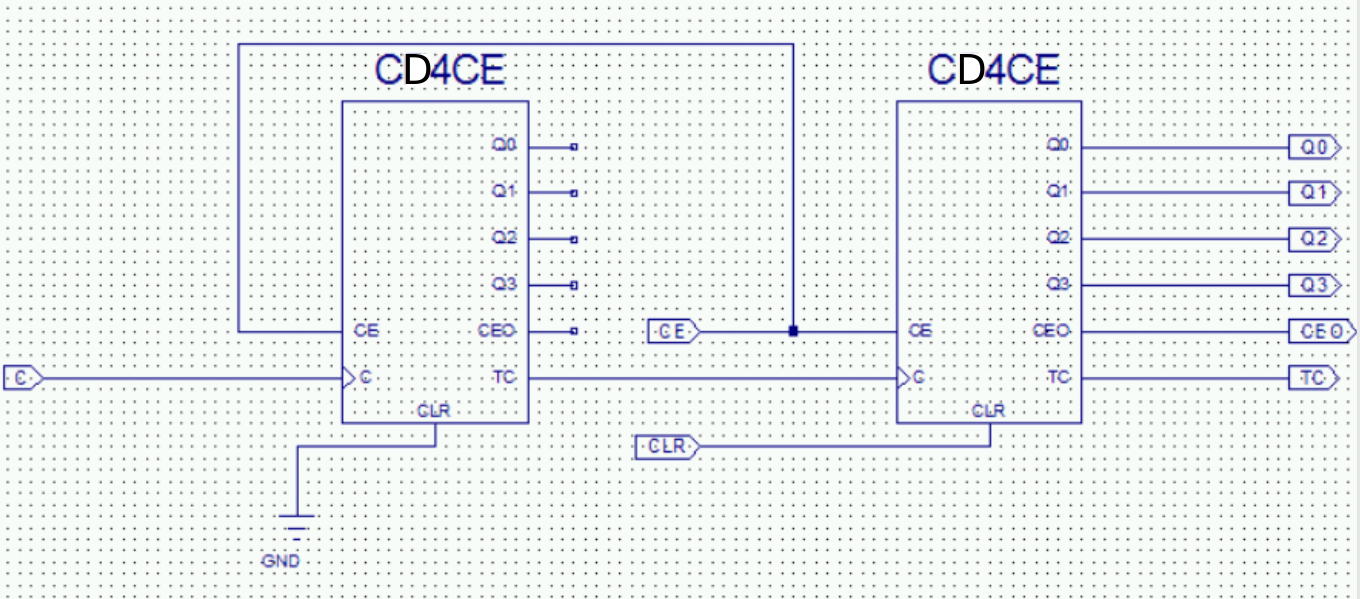 CD4CE CD4CE
Q0 Q0 Q0
Q1 Q1 Q1
Q2 Q2 Q2
Q3 Q3 Q3
CE CEO CE CE CEO CEO
C C TC C TC TC
CLR CLR
CLR
GND